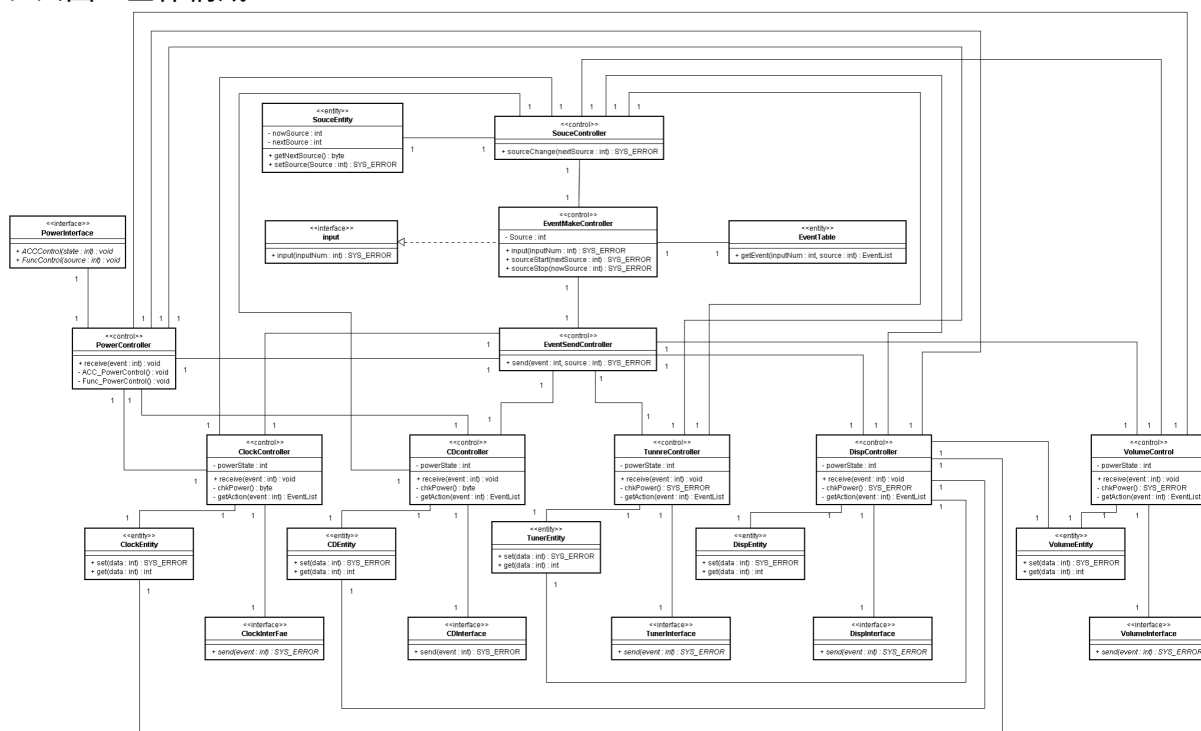 <<entity>>
SouceEntity
- nowSource : int
- nextSource : int
+ getNextSource() : byte
+ setSource(Source : int) : SYS_ERROR
<<control>>
SouceController
+ sourceChange(nextSource : int) : SYS_ERROR
<<interface>>
PowerInterface
+ ACCControl(state : int) : void
+ FuncControl(source : int) : void
<<interface>>
input
+ input(inputNum : int) : SYS_ERROR
<<control>>
EventMakeController
- Source : int
+ input(inputNum : int) : SYS_ERROR
+ sourceStart(nextSource : int) : SYS_ERROR
+ sourceStop(nowSource : int) : SYS_ERROR
<<entity>>
EventTable
+ getEvent(inputNum : int, source : int) : EventList
<<control>>
PowerController
+ receive(event : int) : void
- ACC_PowerControl() : void
- Func_PowerControl() : void
<<control>>
EventSendController
+ send(event : int, source : int) : SYS_ERROR
<<control>>
ClockController
- powerState : int
+ receive(event : int) : void
- chkPower() : byte
- getAction(event : int) : EventList
<<control>>
CDcontroller
- powerState : int
+ receive(event : int) : void
- chkPower() : byte
- getAction(event : int) : EventList
<<control>>
TunnreController
- powerState : int
+ receive(event : int) : void
- chkPower() : SYS_ERROR
- getAction(event : int) : EventList
<<control>>
DispController
- powerState : int
+ receive(event : int) : void
- chkPower() : SYS_ERROR
- getAction(event : int) : EventList
<<control>>
VolumeControl
- powerState : int
+ receive(event : int) : void
- chkPower() : SYS_ERROR
- getAction(event : int) : EventList
<<entity>>
ClockEntity
+ set(data : int) : SYS_ERROR
+ get(data : int) : int
<<entity>>
CDEntity
+ set(data : int) : SYS_ERROR
+ get(data : int) : int
<<entity>>
TunerEntity
+ set(data : int) : SYS_ERROR
+ get(data : int) : int
<<entity>>
DispEntity
+ set(data : int) : SYS_ERROR
+ get(data : int) : int
<<entity>>
VolumeEntity
+ set(data : int) : SYS_ERROR
+ get(data : int) : int
<<interface>>
ClockInterFae
+ send(event : int) : SYS_ERROR
<<interface>>
CDInterface
+ send(event : int) : SYS_ERROR
<<interface>>
TunerInterface
+ send(event : int) : SYS_ERROR
<<interface>>
DispInterface
+ send(event : int) : SYS_ERROR
<<interface>>
VolumeInterface
+ send(event : int) : SYS_ERROR